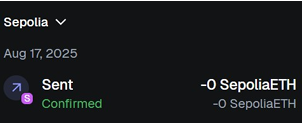 Sepolia
Aug 17, 2025
Sent -0 SepoliaETH
S Confirmed -0 SepoliaETH